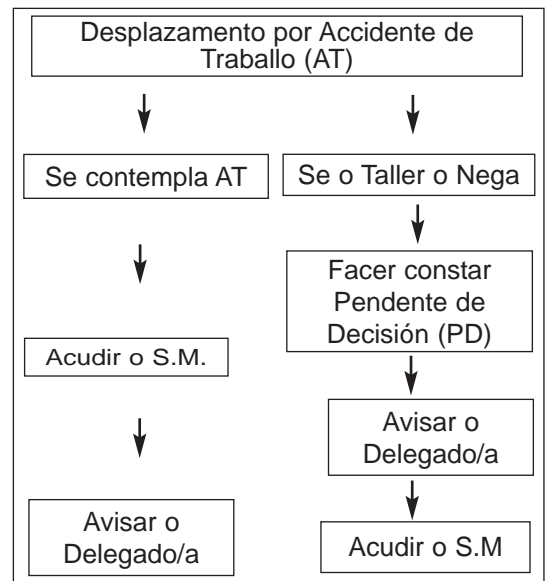 Desplazamento por Accidente de
Traballo (AT)
Se contempla AT
Se o Taller o Nega
Facer constar
Pendente de
Decisión (PD)
Acudir o S.M.
Avisar o
Delegado/a
Avisar o
Delegado/a
Acudir o S.M